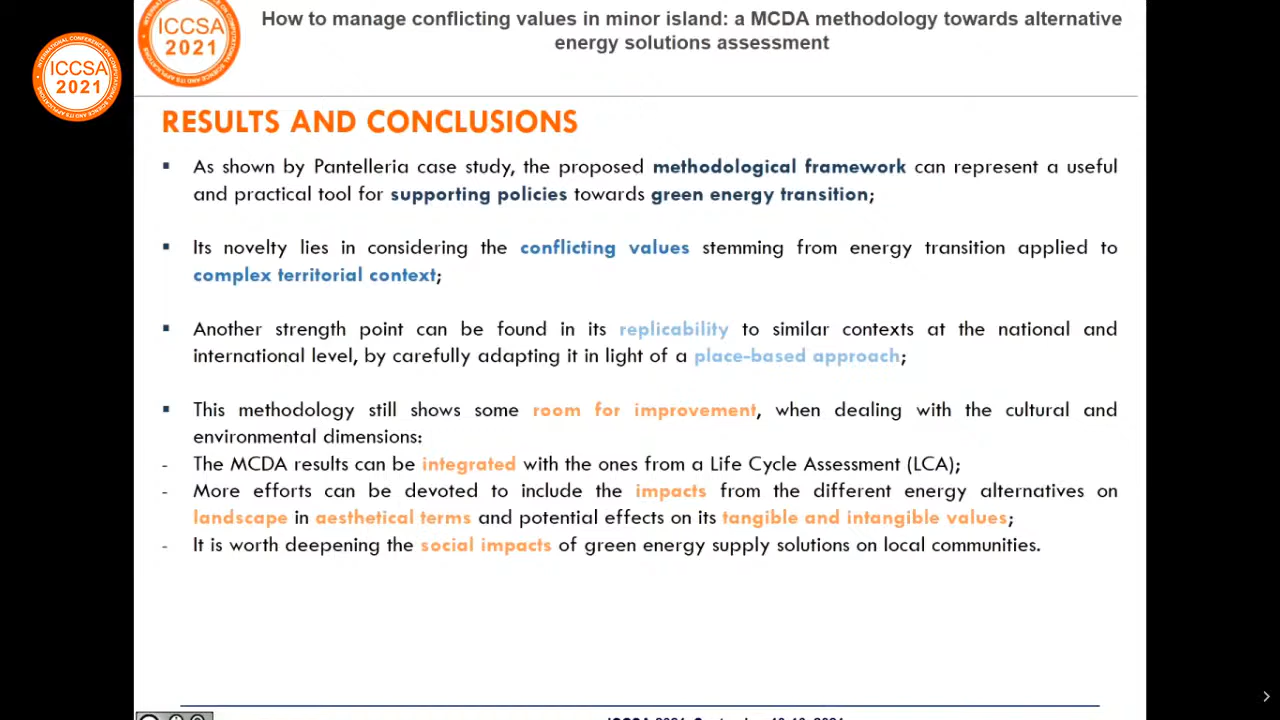 How to manage conflicting values in minor island: a MCDA methodology towards alternative
energy solutions assessment
ICCSA
2021
INTERNATIONAL CONFERENCE ON COMPUTATIONAL SCIENCE AND ITS APPLICATIONS
ICCSA
2021
RESULTS AND CONCLUSIONS
▪ As shown by Pantelleria case study, the proposed methodological framework can represent a useful
and practical tool for supporting policies towards green energy transition;
▪ Its novelty lies in considering the conflicting values stemming from energy transition applied to
complex territorial context;
▪ Another strength point can be found in its replicability to similar contexts at the national and
international level, by carefully adapting it in light of a place-based approach;
▪ This methodology still shows some room for improvement, when dealing with the cultural and
environmental dimensions:
- The MCDA results can be integrated with the ones from a Life Cycle Assessment (LCA);
- More efforts can be devoted to include the impacts from the different energy alternatives on
landscape in aesthetical terms and potential effects on its tangible and intangible values;
- It is worth deepening the social impacts of green energy supply solutions on local communities.